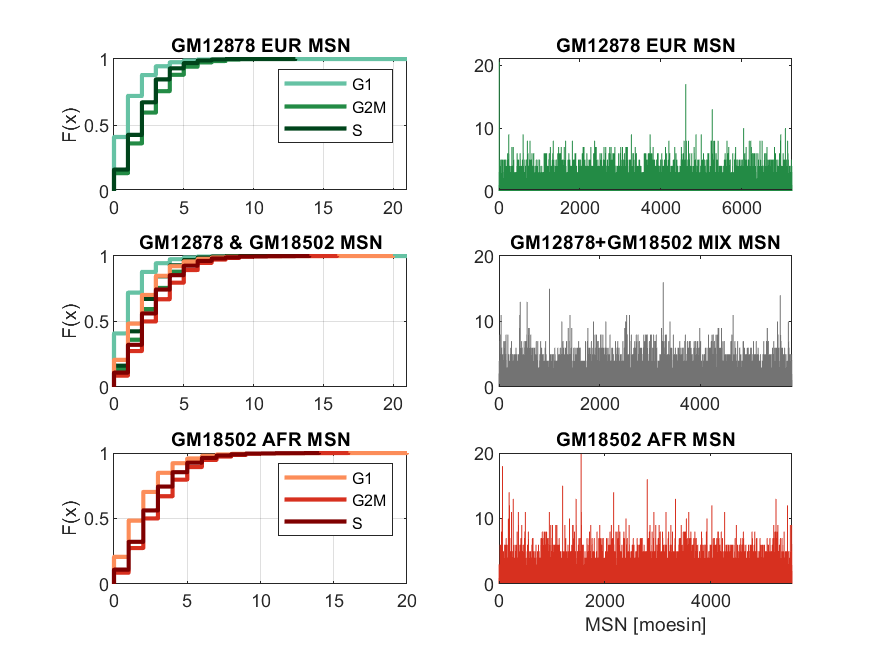 GM12878 EUR MSN
F(x)
1
0.5
0
0 5 10 15 20
G1
G2M
S
GM12878 EUR MSN
20
10
0
0 2000 4000 6000
GM12878 & GM18502 MSN
F(x)
1
0.5
0
0 5 10 15 20
GM12878+GM18502 MIX MSN
20
10
0
0 2000 4000
GM18502 AFR MSN
F(x)
1
0.5
0
0 5 10 15 20
G1
G2M
S
GM18502 AFR MSN
20
10
0
0 2000 4000
MSN [moesin]